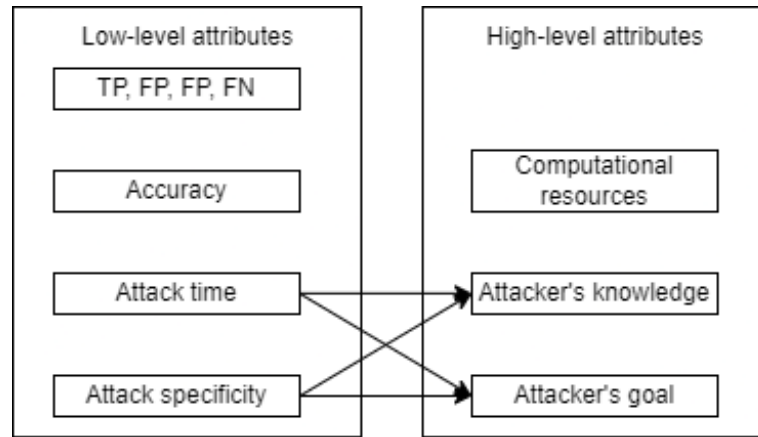 Low-level attributes
TP, FP, FP, FN
Accuracy
Attack time
Attack specificity
High-level attributes
Computational
resources
Attacker's knowledge
Attacker's goal